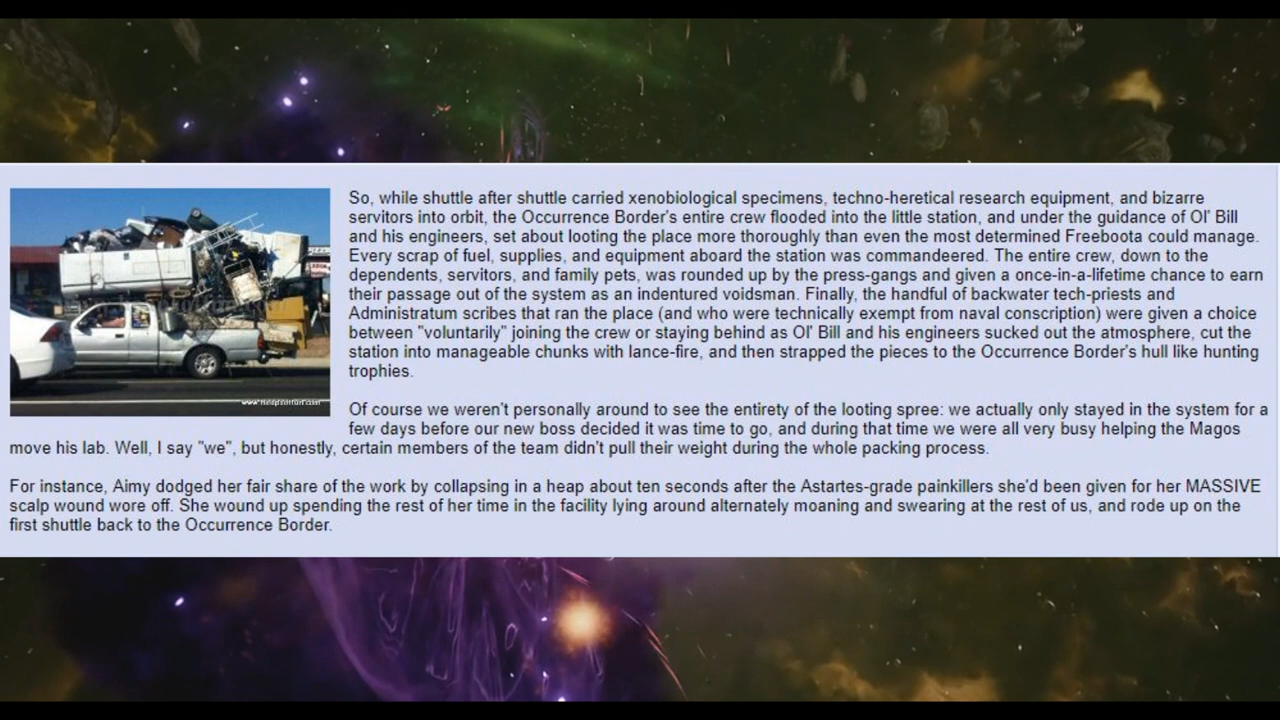 So, while shuttle after shuttle carried xenobiological specimens, techno-heretical research equipment, and bizarre
servitors into orbit, the Occurrence Border's entire crew flooded into the little station, and under the guidance of Ol' Bill
and his engineers, set about looting the place more thoroughly than even the most determined Freeboota could manage.
Every scrap of fuel, supplies, and equipment aboard the station was commandeered. The entire crew, down to the
dependents, servitors, and family pets, was rounded up by the press-gangs and given a once-in-a-lifetime chance to earn
their passage out of the system as an indentured voidsman. Finally, the handful of backwater tech-priests and
Administratum scribes that ran the place (and who were technically exempt from naval conscription) were given a choice
between "voluntarily" joining the crew or staying behind as Ol' Bill and his engineers sucked out the atmosphere, cut the
station into manageable chunks with lance-fire, and then strapped the pieces to the Occurrence Border's hull like hunting
trophies.
Of course we weren't personally around to see the entirety of the looting spree: we actually only stayed in the system for a
few days before our new boss decided it was time to go, and during that time we were all very busy helping the Magos
move his lab. Well, I say "we", but honestly, certain members of the team didn't pull their weight during the whole packing process.
For instance, Aimy dodged her fair share of the work by collapsing in a heap about ten seconds after the Astartes-grade painkillers she'd been given for her MASSIVE
scalp wound wore off. She wound up spending the rest of her time in the facility lying around alternately moaning and swearing at the rest of us, and rode up on the
first shuttle back to the Occurrence Border.